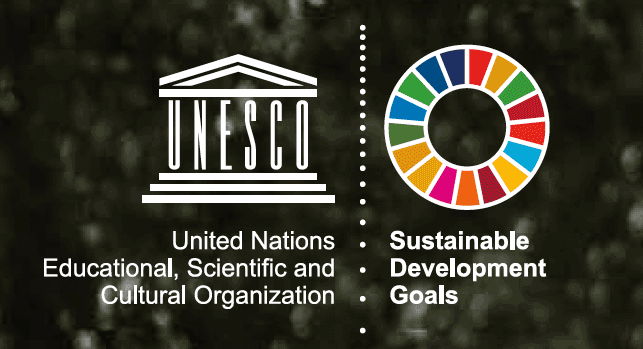 UNESCO
United Nations
Educational, Scientific and
Cultural Organization
Sustainable
Development
Goals